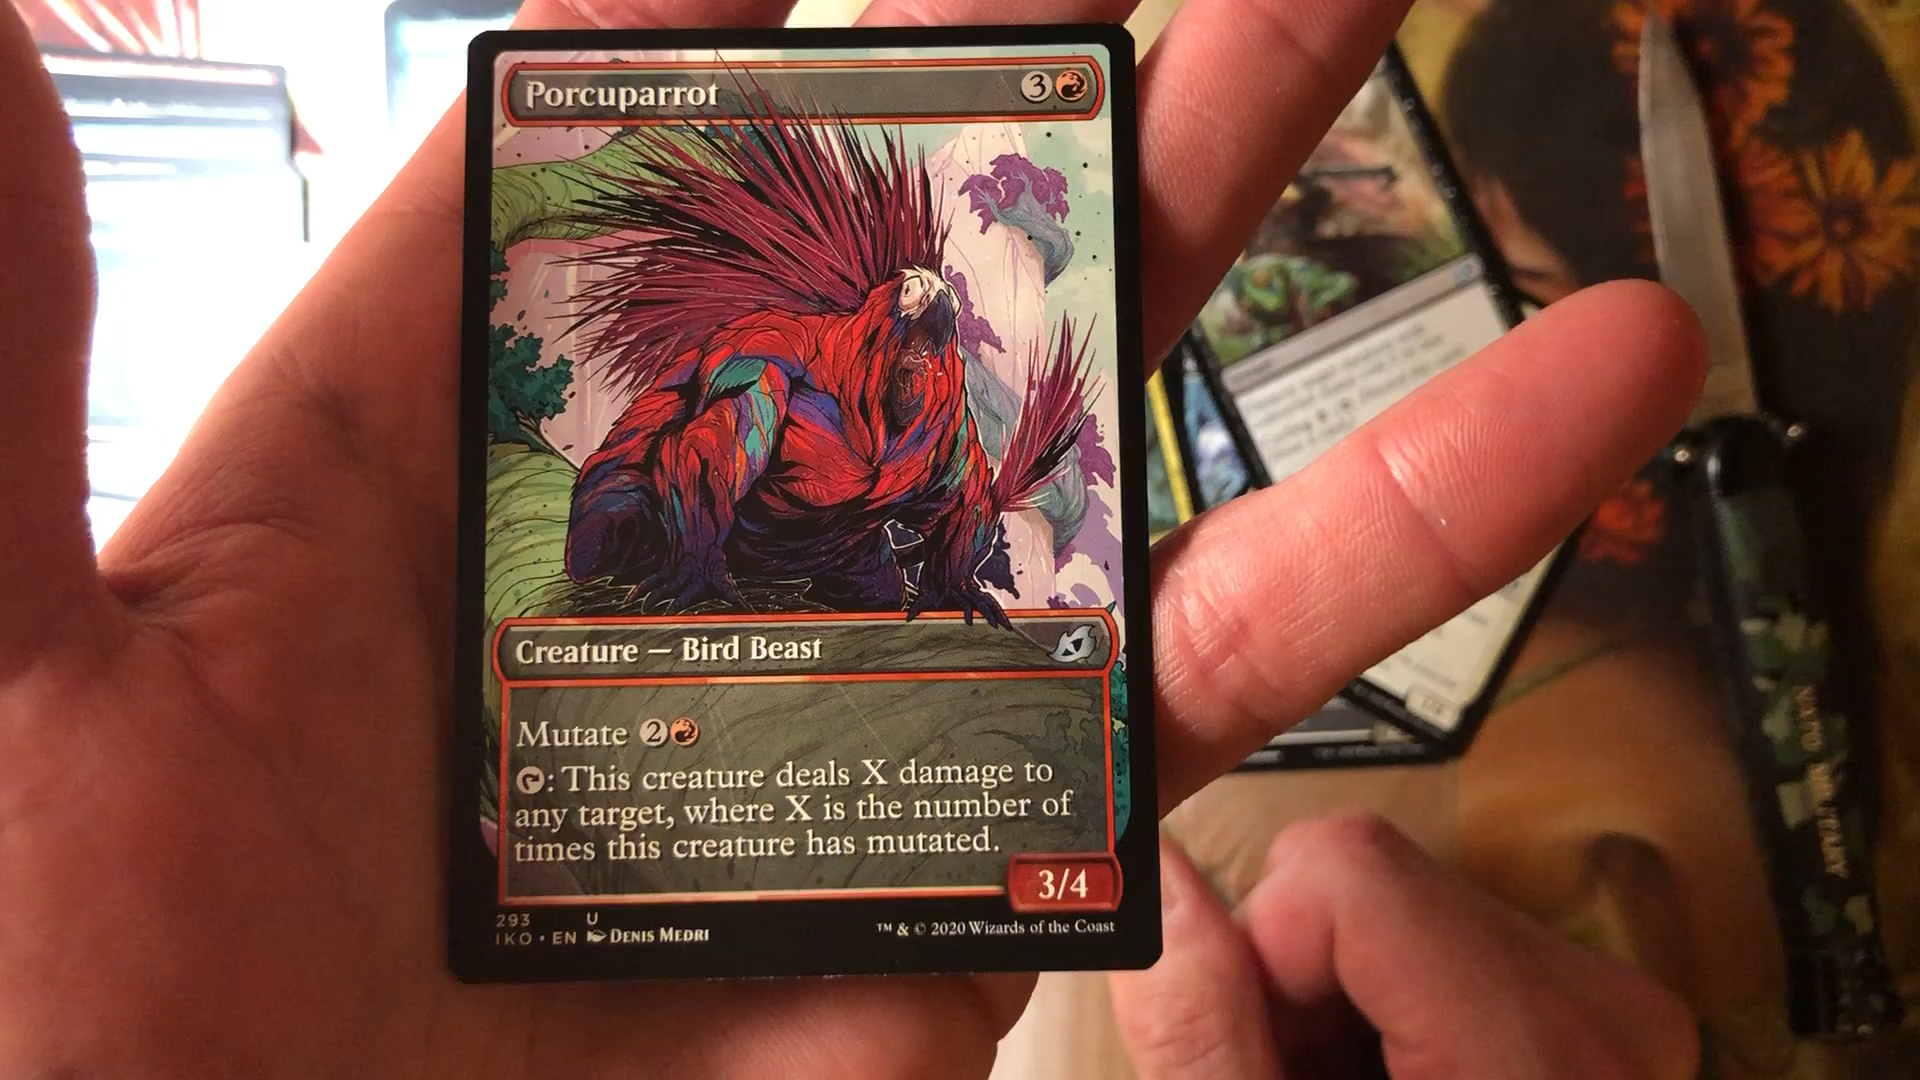 Porcuparrot 3
Creature — Bird Beast
Mutate 2
: This creature deals X damage to
any target, where X is the number of
times this creature has mutated.
3/4
293 U
IKO • EN DENIS MEDRI
™ & © 2020 Wizards of the Coast